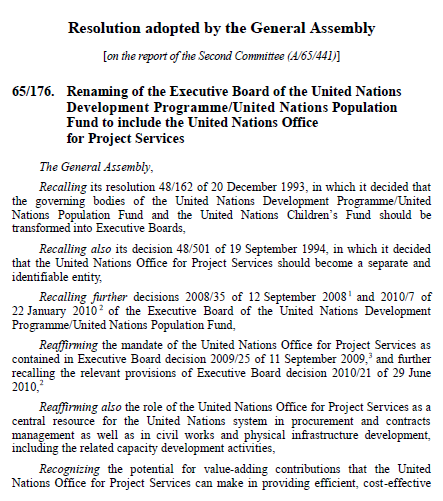 Resolution adopted by the General Assembly
[on the report of the Second Committee (A/65/441)]
65/176. Renaming of the Executive Board of the United Nations
Development Programme/United Nations Population
Fund to include the United Nations Office
for Project Services
The General Assembly,
Recalling its resolution 48/162 of 20 December 1993, in which it decided that
the governing bodies of the United Nations Development Programme/United
Nations Population Fund and the United Nations Children's Fund should be
transformed into Executive Boards,
Recalling also its decision 48/501 of 19 September 1994, in which it decided
that the United Nations Office for Project Services should become a separate and
identifiable entity,
Recalling further decisions 2008/35 of 12 September 2008¹ and 2010/7 of
22 January 2010² of the Executive Board of the United Nations Development
Programme/United Nations Population Fund,
Reaffirming the mandate of the United Nations Office for Project Services as
contained in Executive Board decision 2009/25 of 11 September 2009,³ and further
recalling the relevant provisions of Executive Board decision 2010/21 of 29 June
2010,²
Reaffirming also the role of the United Nations Office for Project Services as a
central resource for the United Nations system in procurement and contracts
management as well as in civil works and physical infrastructure development,
including the related capacity development activities,
Recognizing the potential for value-adding contributions that the United
Nations Office for Project Services can make in providing efficient, cost-effective